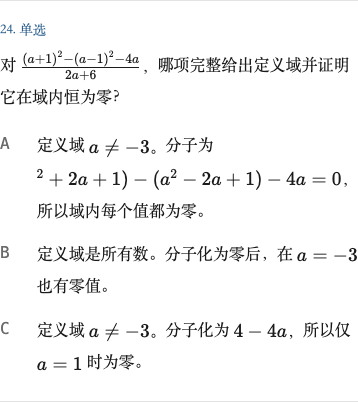 24. 单选
对 \frac{(a+1)^2-(a-1)^2-4a}{2a+6}，哪项完整给出定义域并证明
它在域内恒为零?
A 定义域 a ≠ −3。分子为
² + 2a + 1) − (a² − 2a + 1) − 4a = 0，
所以域内每个值都为零。
B 定义域是所有数。分子化为零后，在 a = −3
也有零值。
C 定义域 a ≠ −3。分子化为 4 − 4a，所以仅
a = 1 时为零。